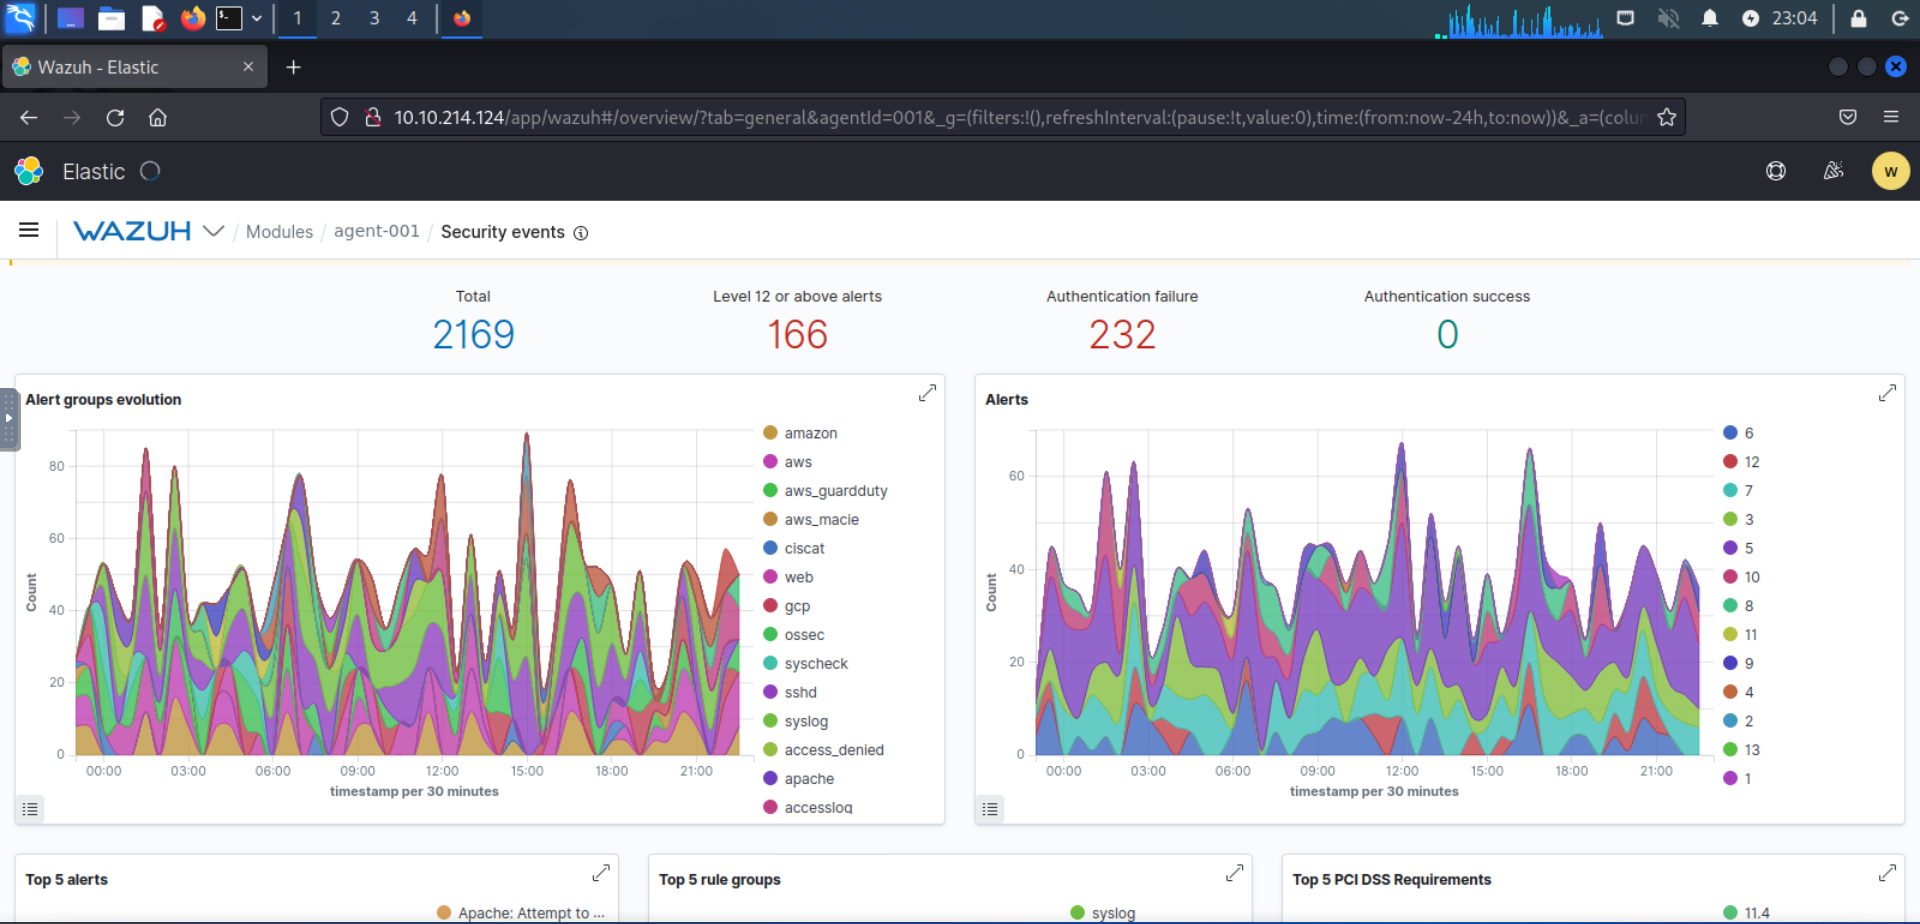 1 2 3 4 23:04
Wazuh - Elastic
10.10.214.124/app/wazuh#/overview/?tab=general&agentId=001&_g=(filters:!(),refreshInterval:(pause:!t,value:0),time:(from:now-24h,to:now))&_a=(colu
Elastic W
WAZUH / Modules / agent-001 / Security events
Total
2169
Level 12 or above alerts
166
Authentication failure
232
Authentication success
0
Alert groups evolution
Count
80
60
40
20
0
00:00 03:00 06:00 09:00 12:00 15:00 18:00 21:00
timestamp per 30 minutes
amazon
aws
aws_guardduty
aws_macie
ciscat
web
gcp
ossec
syscheck
sshd
syslog
access_denied
apache
accesslog
Alerts
Count
60
40
20
0
00:00 03:00 06:00 09:00 12:00 15:00 18:00 21:00
timestamp per 30 minutes
6
12
7
3
5
10
8
11
9
4
2
13
1
Top 5 alerts
Apache: Attempt to ...
Top 5 rule groups
syslog
Top 5 PCI DSS Requirements
11.4